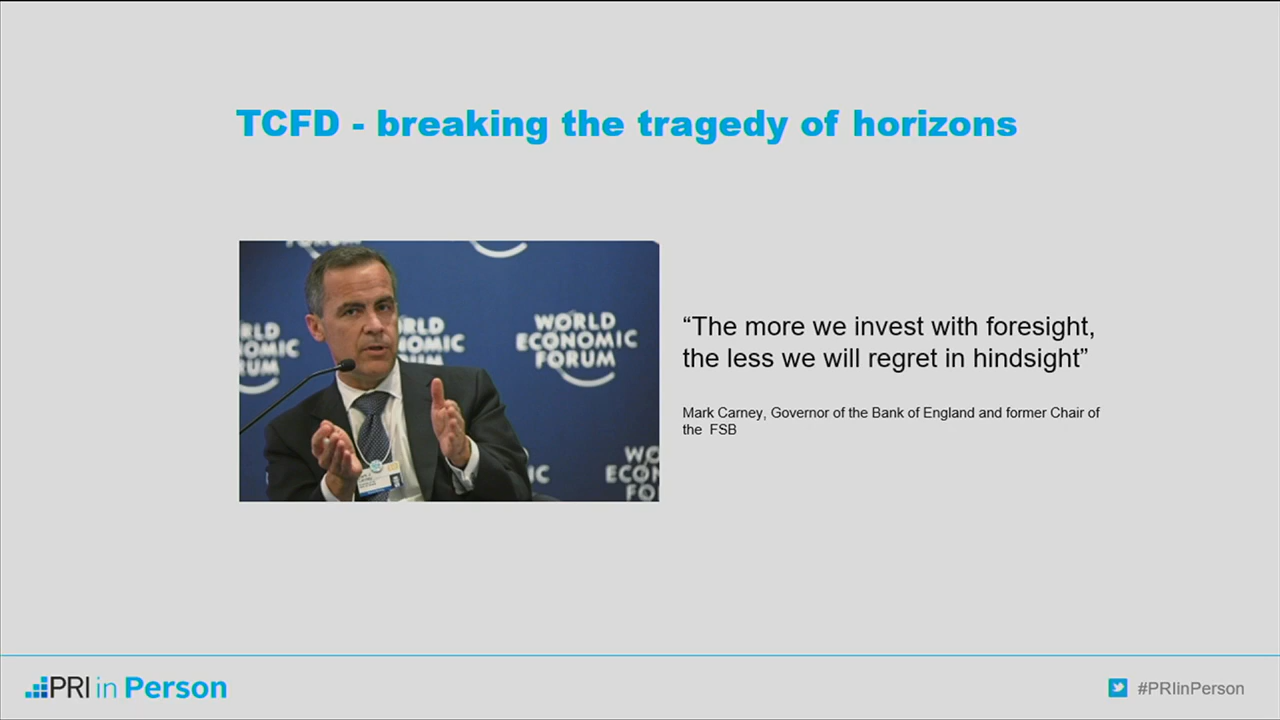 TCFD - breaking the tragedy of horizons
FORUM
WORLD
ECONOMIC
FORUM
“The more we invest with foresight,
the less we will regret in hindsight”
Mark Carney, Governor of the Bank of England and former Chair of
the FSB
PRI in Person
#PRIinPerson